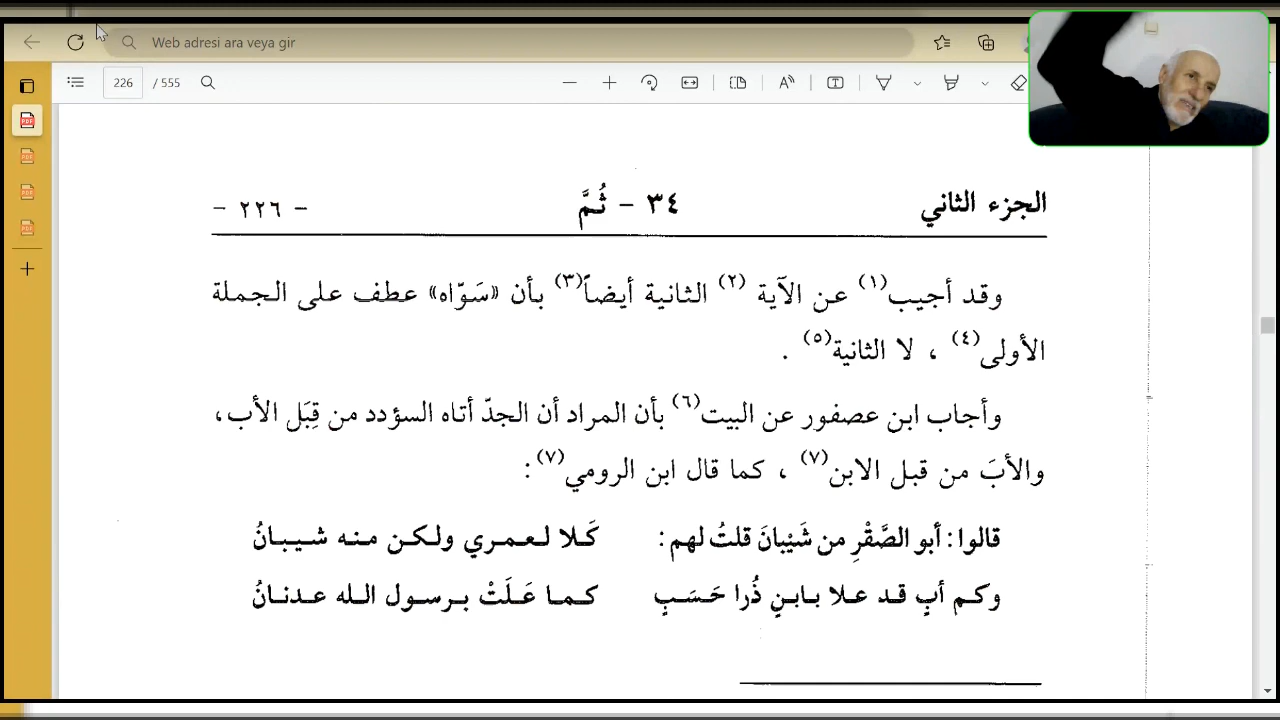 Web adresi ara veya gir
226 / 555
الجزء الثاني ٣٤ - ثُمَّ - ٢٢٦ -
وقد أجيب(١) عن الآية (٢) الثانية أيضاً(٣) بأن «سَوّاه» عطف على الجملة
الأولى(٤) ، لا الثانية(٥) .
وأجاب ابن عصفور عن البيت(٦) بأن المراد أن الجدّ أتاه السؤدد من قِبَل الأب،
والأبَ من قبل الابن(٧) ، كما قال ابن الرومي(٧) :
قالوا: أبو الصَّقْرِ من شَيْبانَ قلتُ لهم: كَلا لعمري ولكن منه شيبانُ
وكم أبٍ قد علا بابنٍ ذُرا حَسَبٍ كما عَلَتْ برسول الله عدنانُ